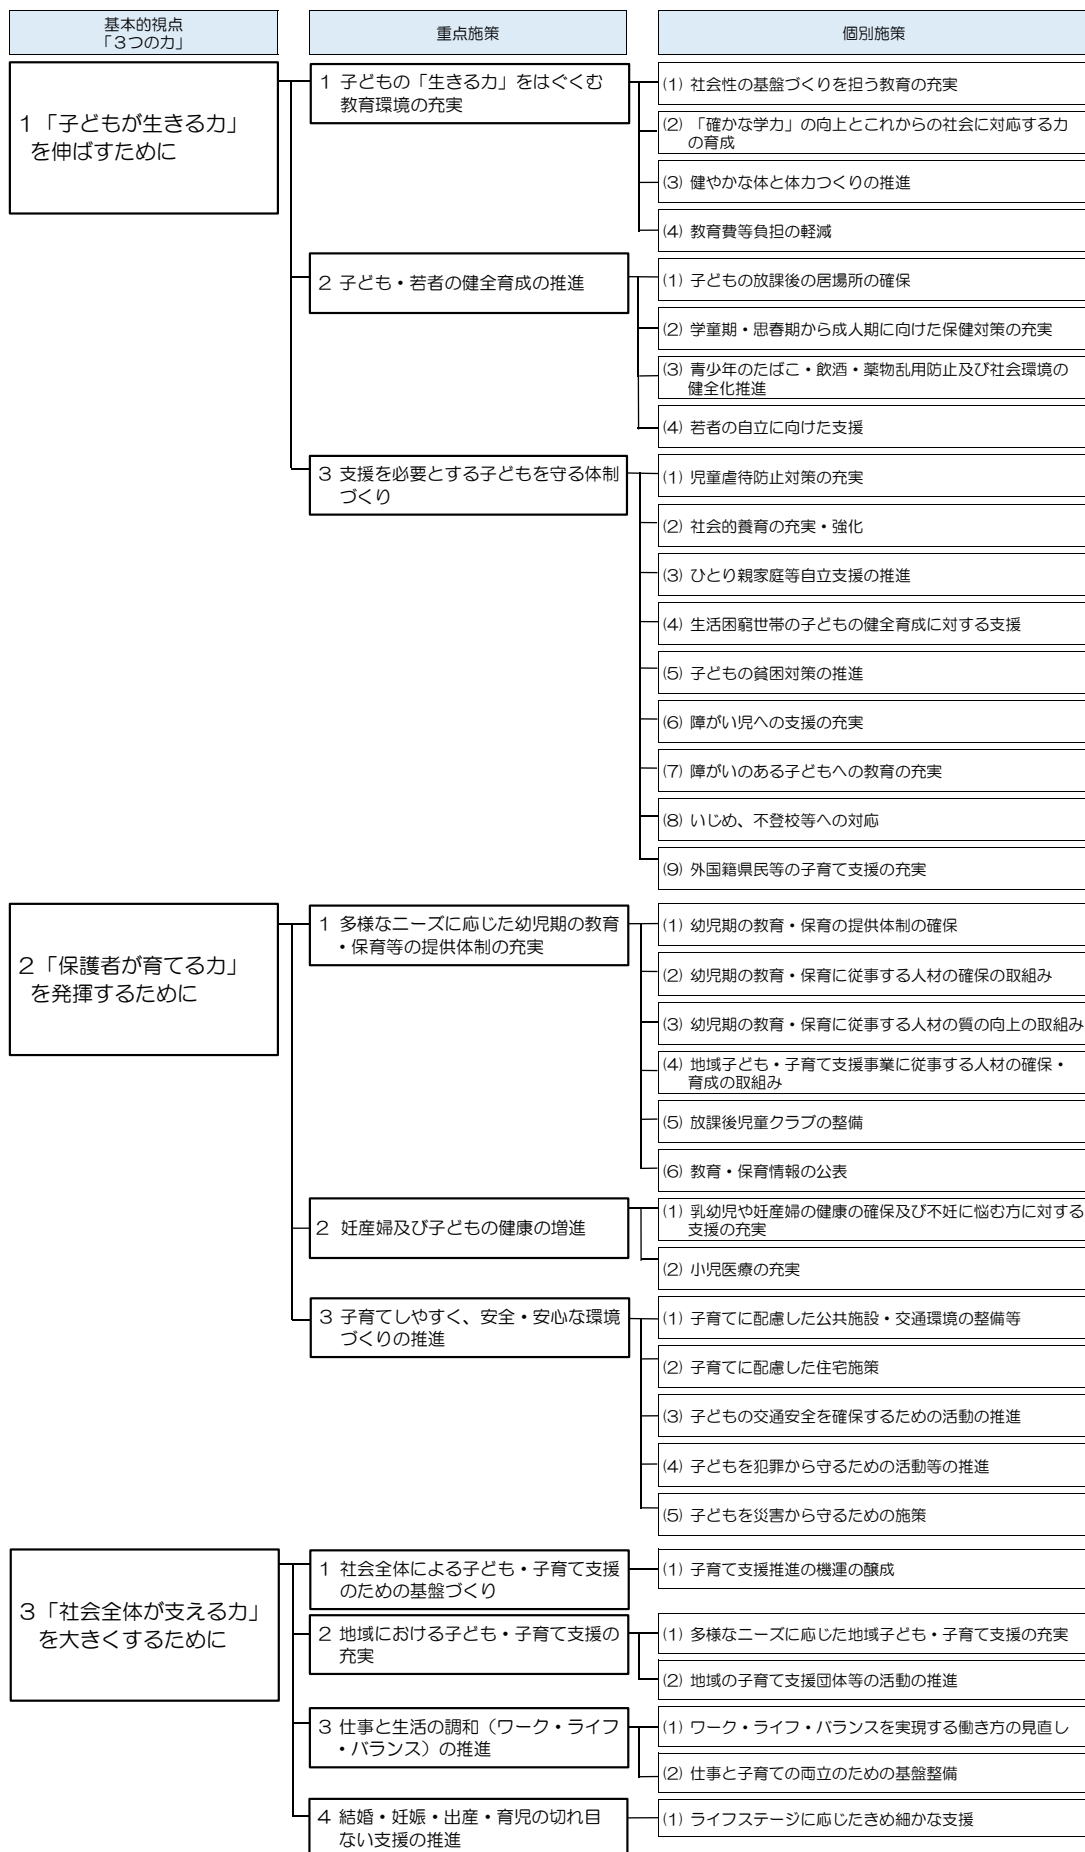 基本的視点
「3つの力」
重点施策
個別施策
1「子どもが生きる力」
を伸ばすために
1 子どもの「生きる力」をはぐくむ
教育環境の充実
(1) 社会性の基盤づくりを担う教育の充実
(2) 「確かな学力」の向上とこれからの社会に対応する力
の育成
(3) 健やかな体と体力つくりの推進
(4) 教育費等負担の軽減
2 子ども・若者の健全育成の推進
(1) 子どもの放課後の居場所の確保
(2) 学童期・思春期から成人期に向けた保健対策の充実
(3) 青少年のたばこ・飲酒・薬物乱用防止及び社会環境の
健全化推進
(4) 若者の自立に向けた支援
3 支援を必要とする子どもを守る体制
づくり
(1) 児童虐待防止対策の充実
(2) 社会的養育の充実・強化
(3) ひとり親家庭等自立支援の推進
(4) 生活困窮世帯の子どもの健全育成に対する支援
(5) 子どもの貧困対策の推進
(6) 障がい児への支援の充実
(7) 障がいのある子どもへの教育の充実
(8) いじめ、不登校等への対応
(9) 外国籍県民等の子育て支援の充実
2「保護者が育てる力」
を発揮するために
1 多様なニーズに応じた幼児期の教育
・保育等の提供体制の充実
(1) 幼児期の教育・保育の提供体制の確保
(2) 幼児期の教育・保育に従事する人材の確保の取組み
(3) 幼児期の教育・保育に従事する人材の質の向上の取組み
(4) 地域子ども・子育て支援事業に従事する人材の確保・
育成の取組み
(5) 放課後児童クラブの整備
(6) 教育・保育情報の公表
2 妊産婦及び子どもの健康の増進
(1) 乳幼児や妊産婦の健康の確保及び不妊に悩む方に対する
支援の充実
(2) 小児医療の充実
3 子育てしやすく、安全・安心な環境
づくりの推進
(1) 子育てに配慮した公共施設・交通環境の整備等
(2) 子育てに配慮した住宅施策
(3) 子どもの交通安全を確保するための活動の推進
(4) 子どもを犯罪から守るための活動等の推進
(5) 子どもを災害から守るための施策
3「社会全体が支える力」
を大きくするために
1 社会全体による子ども・子育て支援
のための基盤づくり
(1) 子育て支援推進の機運の醸成
2 地域における子ども・子育て支援の
充実
(1) 多様なニーズに応じた地域子ども・子育て支援の充実
(2) 地域の子育て支援団体等の活動の推進
3 仕事と生活の調和（ワーク・ライフ
・バランス）の推進
(1) ワーク・ライフ・バランスを実現する働き方の見直し
(2) 仕事と子育ての両立のための基盤整備
4 結婚・妊娠・出産・育児の切れ目
ない支援の推進
(1) ライフステージに応じたきめ細かな支援